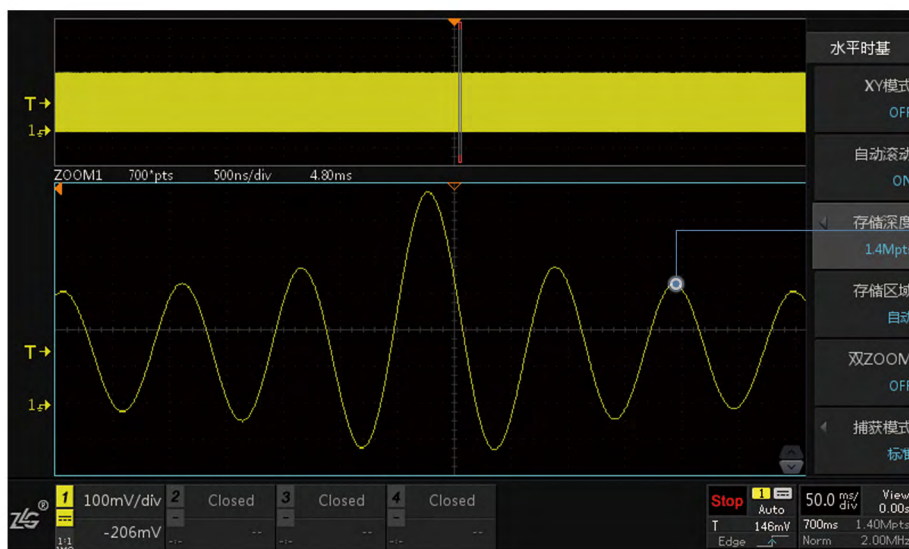 水平时基
XY模式
OFF
自动滚动
ON
T
1
ZOOM1 700*pts 500ns/div 4.80ms
存储深度
1.4Mpts
存储区域
自动
双ZOOM
OFF
捕获模式
标准
T
1
ZLG®
1 100mV/div -206mV 1:1
2 Closed -:- --
3 Closed -:- --
4 Closed -:- --
Stop 1 Auto
T 146mV
Edge
50.0 ms/div View 0.00s
700ms 1.40Mpts
Norm 2.00MHz